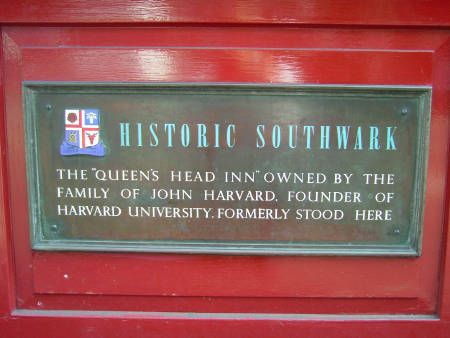 HISTORIC SOUTHWARK
THE "QUEEN'S HEAD INN" OWNED BY THE
FAMILY OF JOHN HARVARD, FOUNDER OF
HARVARD UNIVERSITY, FORMERLY STOOD HERE